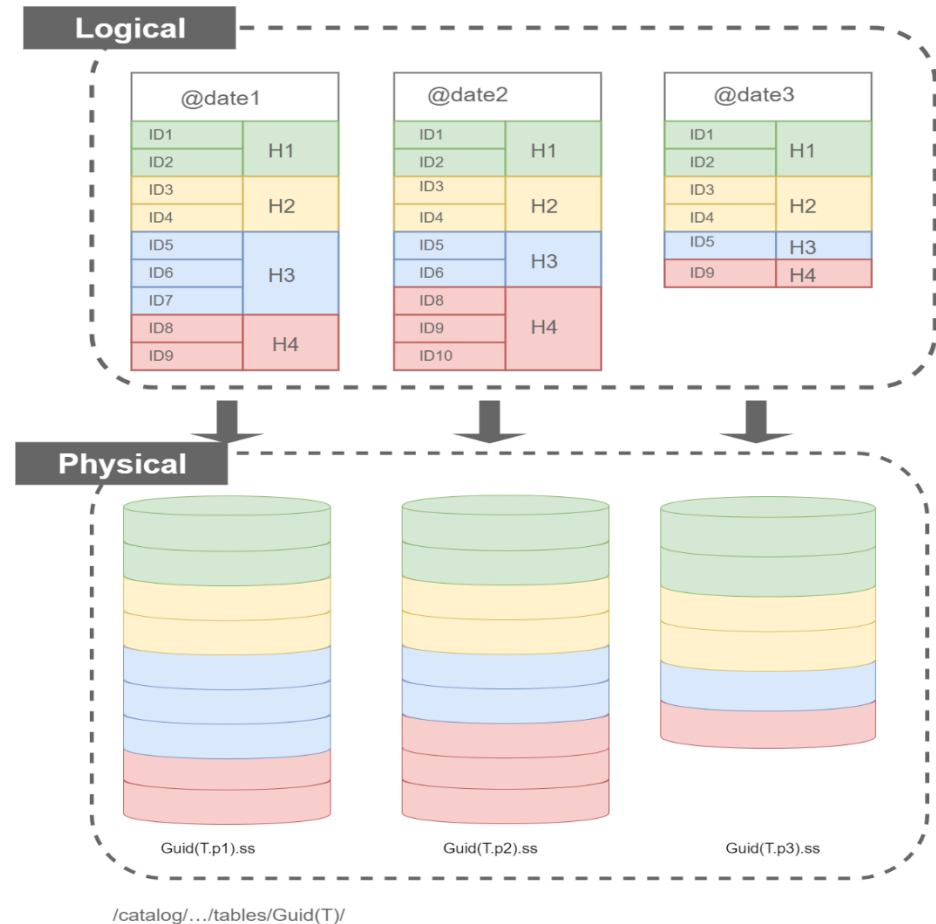 Logical
@date1
ID1
ID2
H1
ID3
ID4
H2
ID5
ID6
ID7
H3
ID8
ID9
H4
@date2
ID1
ID2
H1
ID3
ID4
H2
ID5
ID6
H3
ID8
ID9
ID10
H4
@date3
ID1
ID2
H1
ID3
ID4
H2
ID5
H3
ID9
H4
Physical
Guid(T.p1).ss
Guid(T.p2).ss
Guid(T.p3).ss
/catalog/…/tables/Guid(T)/